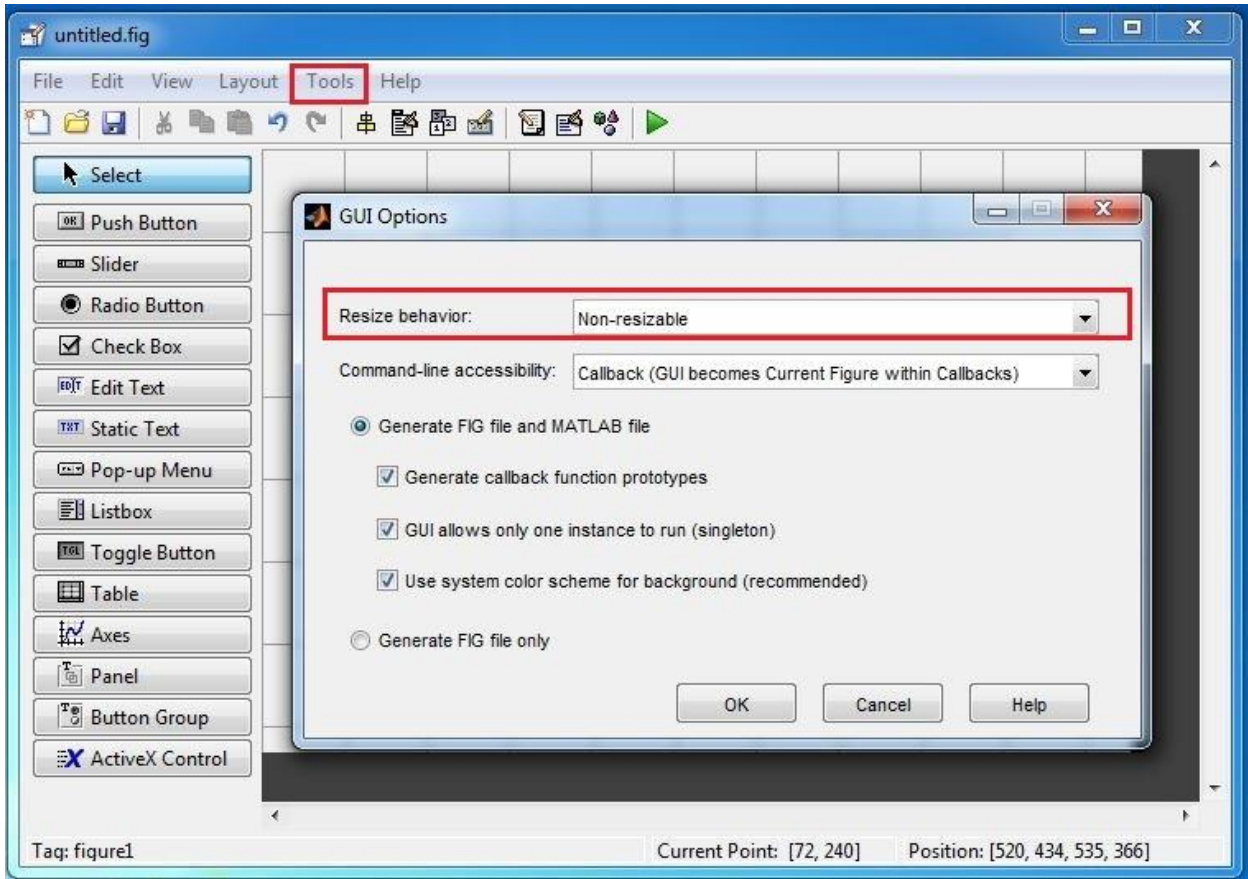 untitled.fig
File Edit View Layout Tools Help
Select
OK Push Button
Slider
Radio Button
Check Box
EDIT Edit Text
TXT Static Text
Pop-up Menu
Listbox
TGL Toggle Button
Table
Axes
Panel
Button Group
ActiveX Control
GUI Options
Resize behavior: Non-resizable
Command-line accessibility: Callback (GUI becomes Current Figure within Callbacks)
Generate FIG file and MATLAB file
Generate callback function prototypes
GUI allows only one instance to run (singleton)
Use system color scheme for background (recommended)
Generate FIG file only
OK Cancel Help
Tag: figure1 Current Point: [72, 240] Position: [520, 434, 535, 366]